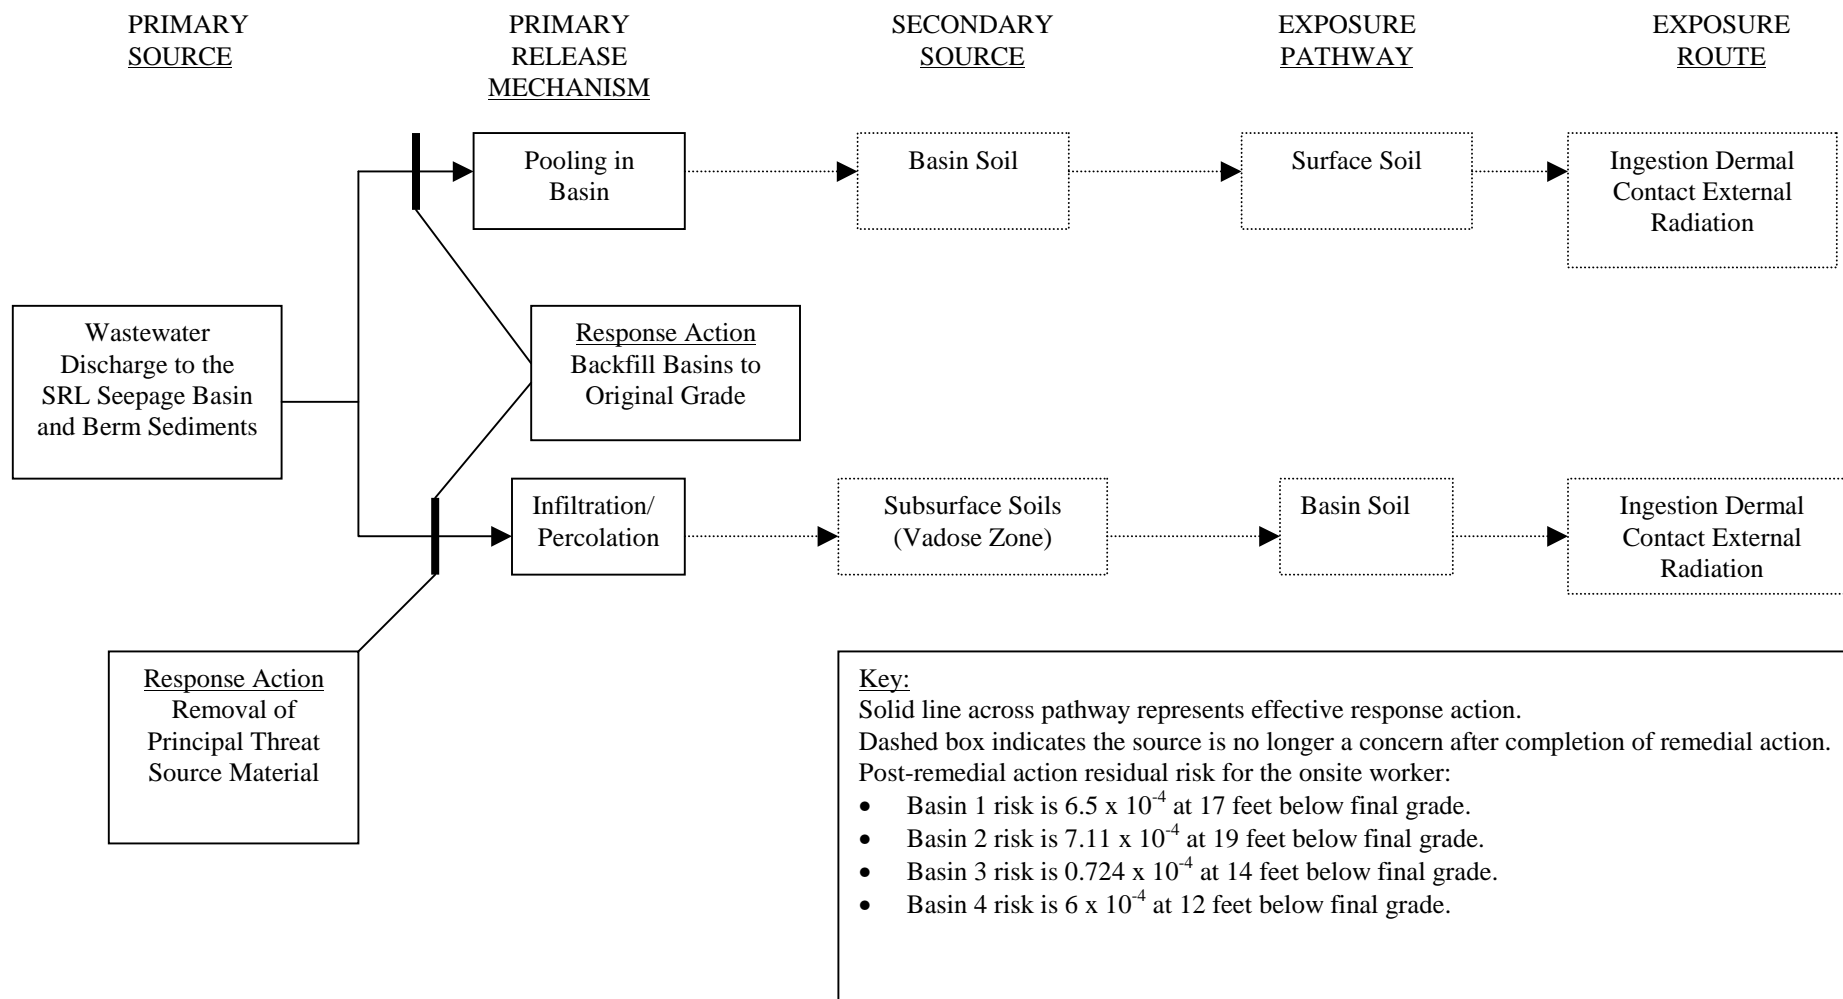 PRIMARY
SOURCE
PRIMARY
RELEASE
MECHANISM
SECONDARY
SOURCE
EXPOSURE
PATHWAY
EXPOSURE
ROUTE
Pooling in
Basin
Basin Soil
Surface Soil
Ingestion Dermal
Contact External
Radiation
Wastewater
Discharge to the
SRL Seepage Basin
and Berm Sediments
Response Action
Backfill Basins to
Original Grade
Infiltration/
Percolation
Subsurface Soils
(Vadose Zone)
Basin Soil
Ingestion Dermal
Contact External
Radiation
Response Action
Removal of
Principal Threat
Source Material
Key:
Solid line across pathway represents effective response action.
Dashed box indicates the source is no longer a concern after completion of remedial action.
Post-remedial action residual risk for the onsite worker:
• Basin 1 risk is 6.5 x 10⁻⁴ at 17 feet below final grade.
• Basin 2 risk is 7.11 x 10⁻⁴ at 19 feet below final grade.
• Basin 3 risk is 0.724 x 10⁻⁴ at 14 feet below final grade.
• Basin 4 risk is 6 x 10⁻⁴ at 12 feet below final grade.